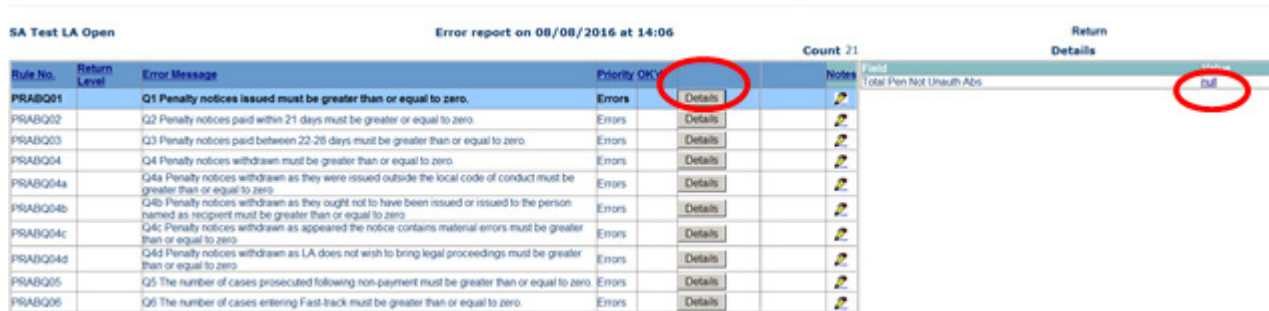 SA Test LA Open Error report on 08/08/2016 at 14:06 Return
Count 21 Details
Rule No. Return Level Error Message Priority OK'd Notes Field Value
PRABQ01 Q1 Penalty notices issued must be greater than or equal to zero. Errors Details Total Pen Not Unauth Abs null
PRABQ02 Q2 Penalty notices paid within 21 days must be greater or equal to zero. Errors Details
PRABQ03 Q3 Penalty notices paid between 22-28 days must be greater than or equal to zero. Errors Details
PRABQ04 Q4 Penalty notices withdrawn must be greater than or equal to zero. Errors Details
PRABQ04a Q4a Penalty notices withdrawn as they were issued outside the local code of conduct must be
greater than or equal to zero Errors Details
PRABQ04b Q4b Penalty notices withdrawn as they ought not to have been issued or issued to the person
named as recipient must be greater than or equal to zero Errors Details
PRABQ04c Q4c Penalty notices withdrawn as appeared the notice contains material errors must be greater
than or equal to zero Errors Details
PRABQ04d Q4d Penalty notices withdrawn as LA does not wish to bring legal proceedings must be greater
than or equal to zero Errors Details
PRABQ05 Q5 The number of cases prosecuted following non-payment must be greater than or equal to zero. Errors Details
PRABQ06 Q6 The number of cases entering Fast-track must be greater than or equal to zero. Errors Details